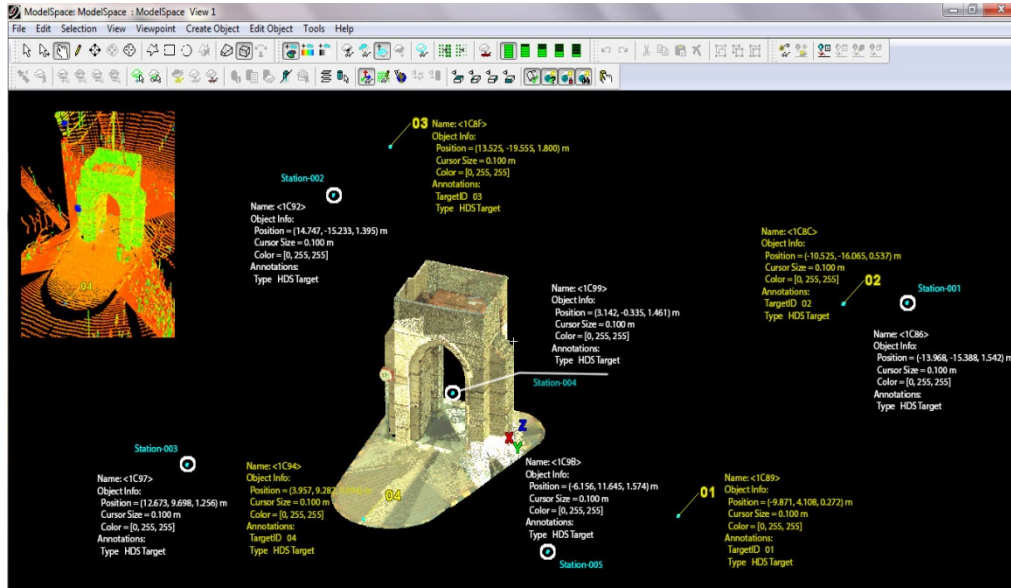 ModelSpace: ModelSpace : ModelSpace View 1
File Edit Selection View Viewpoint Create Object Edit Object Tools Help
03
Name: <1C8F>
Object Info:
Position = (13.525, -19.555, 1.800) m
Cursor Size = 0.100 m
Color = [0, 255, 255]
Annotations:
TargetID 03
Type HDS Target
Station-002
Name: <1C92>
Object Info:
Position = (14.747, -15.233, 1.395) m
Cursor Size = 0.100 m
Color = [0, 255, 255]
Annotations:
Type HDS Target
04
Name: <1C8C>
Object Info:
Position = (-10.525, -16.065, 0.537) m
Cursor Size = 0.100 m
Color = [0, 255, 255]
Annotations:
TargetID 02
Type HDS Target
02
Station-001
Name: <1C86>
Object Info:
Position = (-13.968, -15.388, 1.542) m
Cursor Size = 0.100 m
Color = [0, 255, 255]
Annotations:
Type HDS Target
Name: <1C99>
Object Info:
Position = (3.142, -0.335, 1.461) m
Cursor Size = 0.100 m
Color = [0, 255, 255]
Annotations:
Type HDS Target
Station-004
Z
X
Y
Station-003
Name: <1C97>
Object Info:
Position = (12.673, 9.698, 1.256) m
Cursor Size = 0.100 m
Color = [0, 255, 255]
Annotations:
Type HDS Target
Name: <1C94>
Object Info:
Position = (3.957, 9.282, m
Cursor Size = 0.100 m
Color = [0, 255, 255]
Annotations:
TargetID 04
Type HDS Target
04
Name: <1C9B>
Object Info:
Position = (-6.156, 11.645, 1.574) m
Cursor Size = 0.100 m
Color = [0, 255, 255]
Annotations:
Type HDS Target
Station-005
01
Name: <1C89>
Object Info:
Position = (-9.871, 4.108, 0.272) m
Cursor Size = 0.100 m
Color = [0, 255, 255]
Annotations:
TargetID 01
Type HDS Target